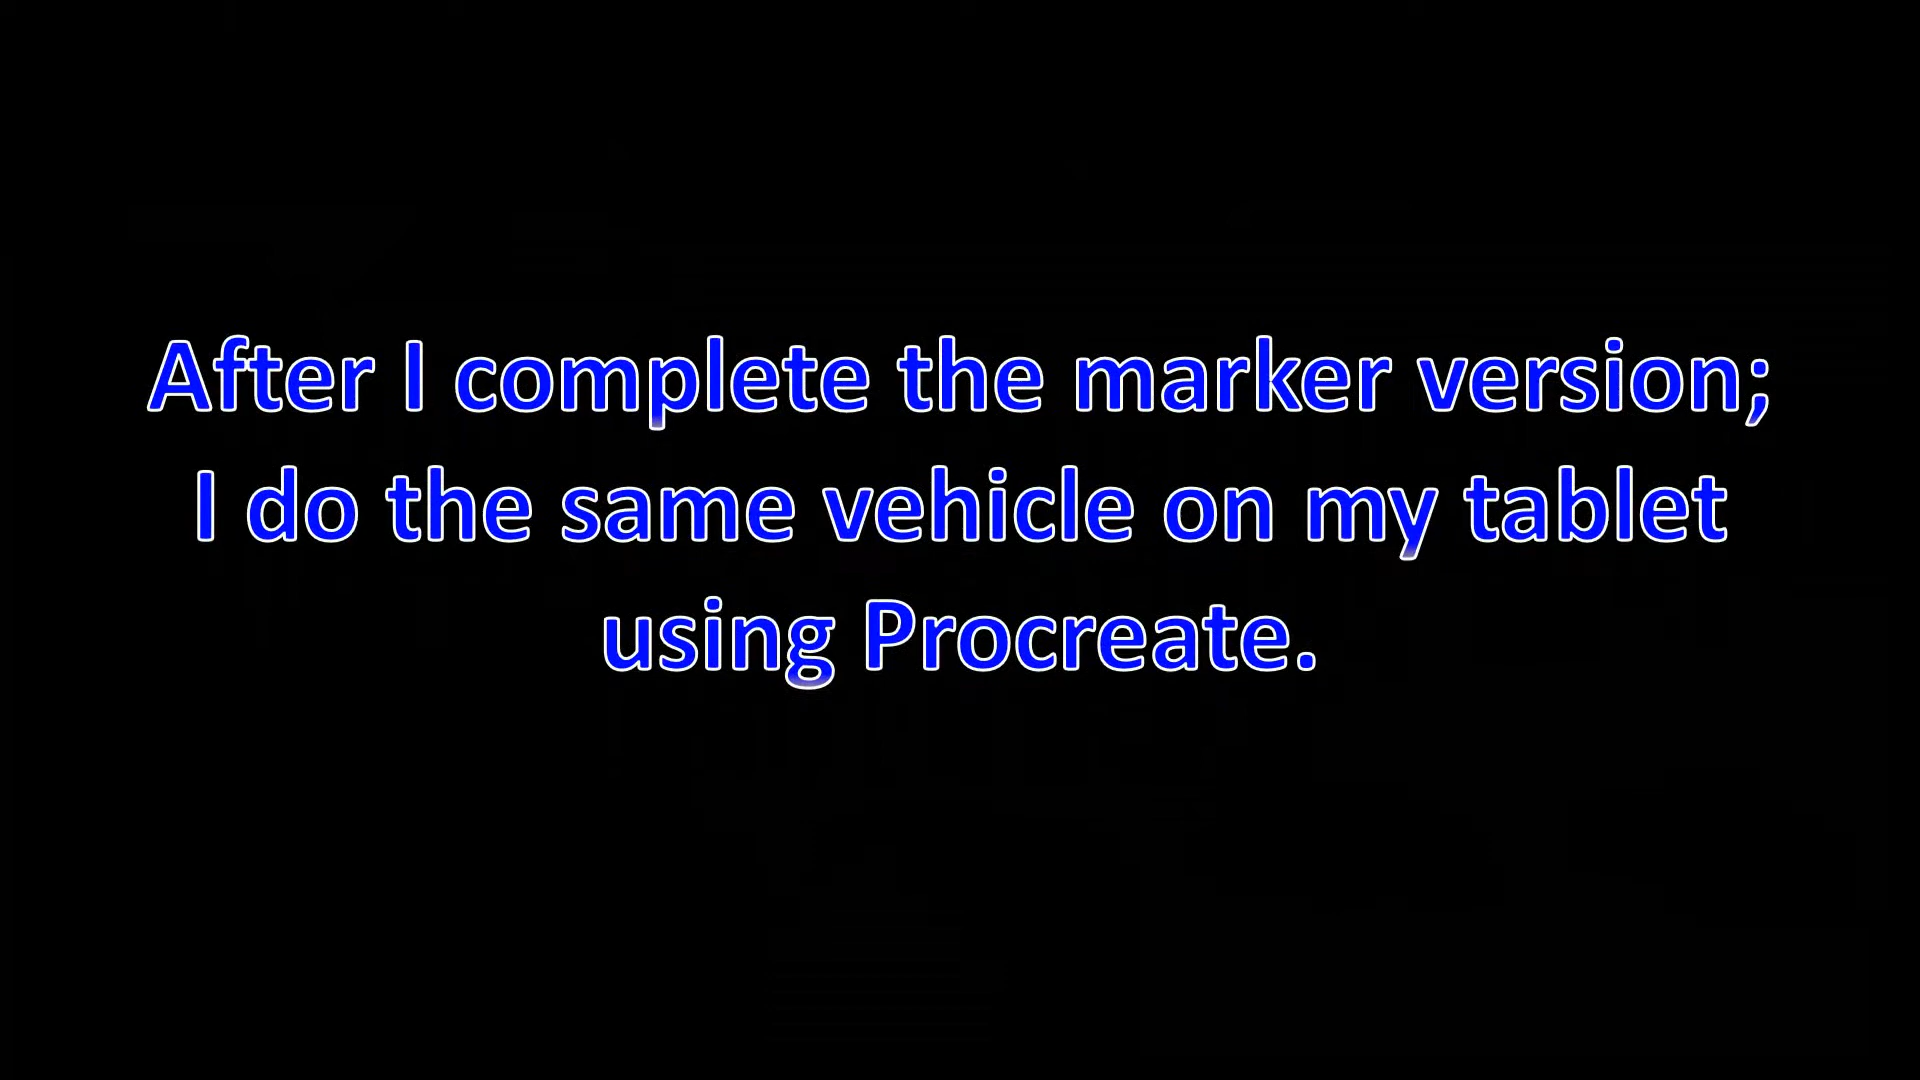 After I complete the marker version;
I do the same vehicle on my tablet
using Procreate.